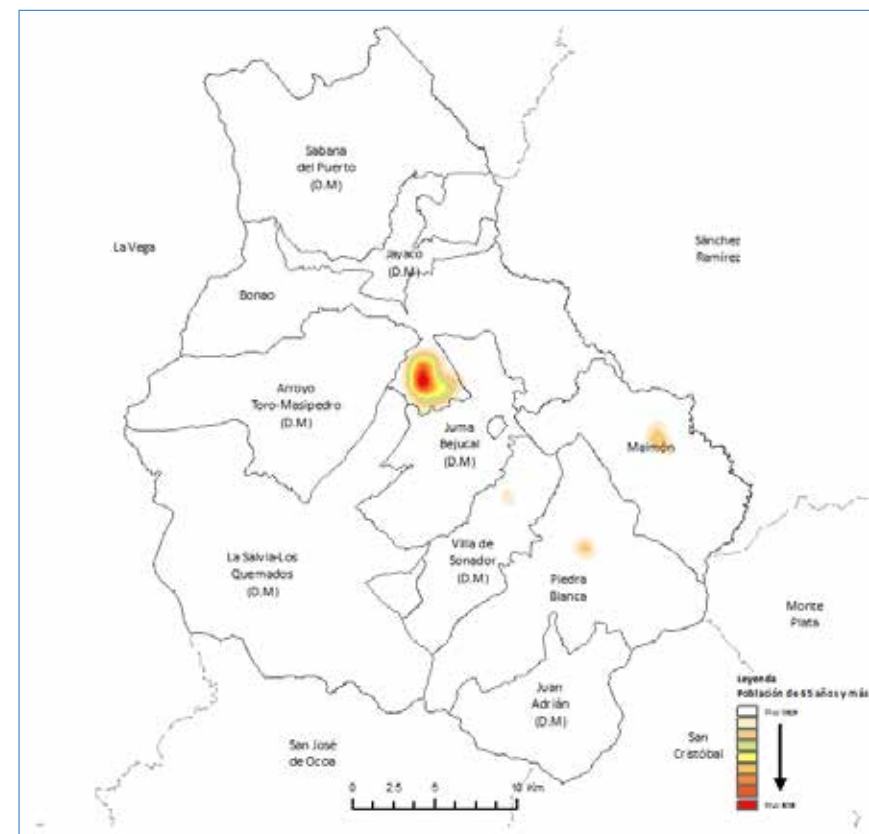 Sabana
del Puerto
(D.M)
La Vega
Sánchez
Ramírez
Jayaco
(D.M)
Bonao
Arroyo
Toro-Masipedro
(D.M)
Juma
Bejucal
(D.M)
Maimón
La Salvia-Los
Quemados
(D.M)
Villa de
Sonador
(D.M)
Piedra
Blanca
Monte
Plata
Juan
Adrián
(D.M)
San José
de Ocoa
San
Cristóbal
Leyenda
Población de 65 años y más
0 2.5 5 10 Km